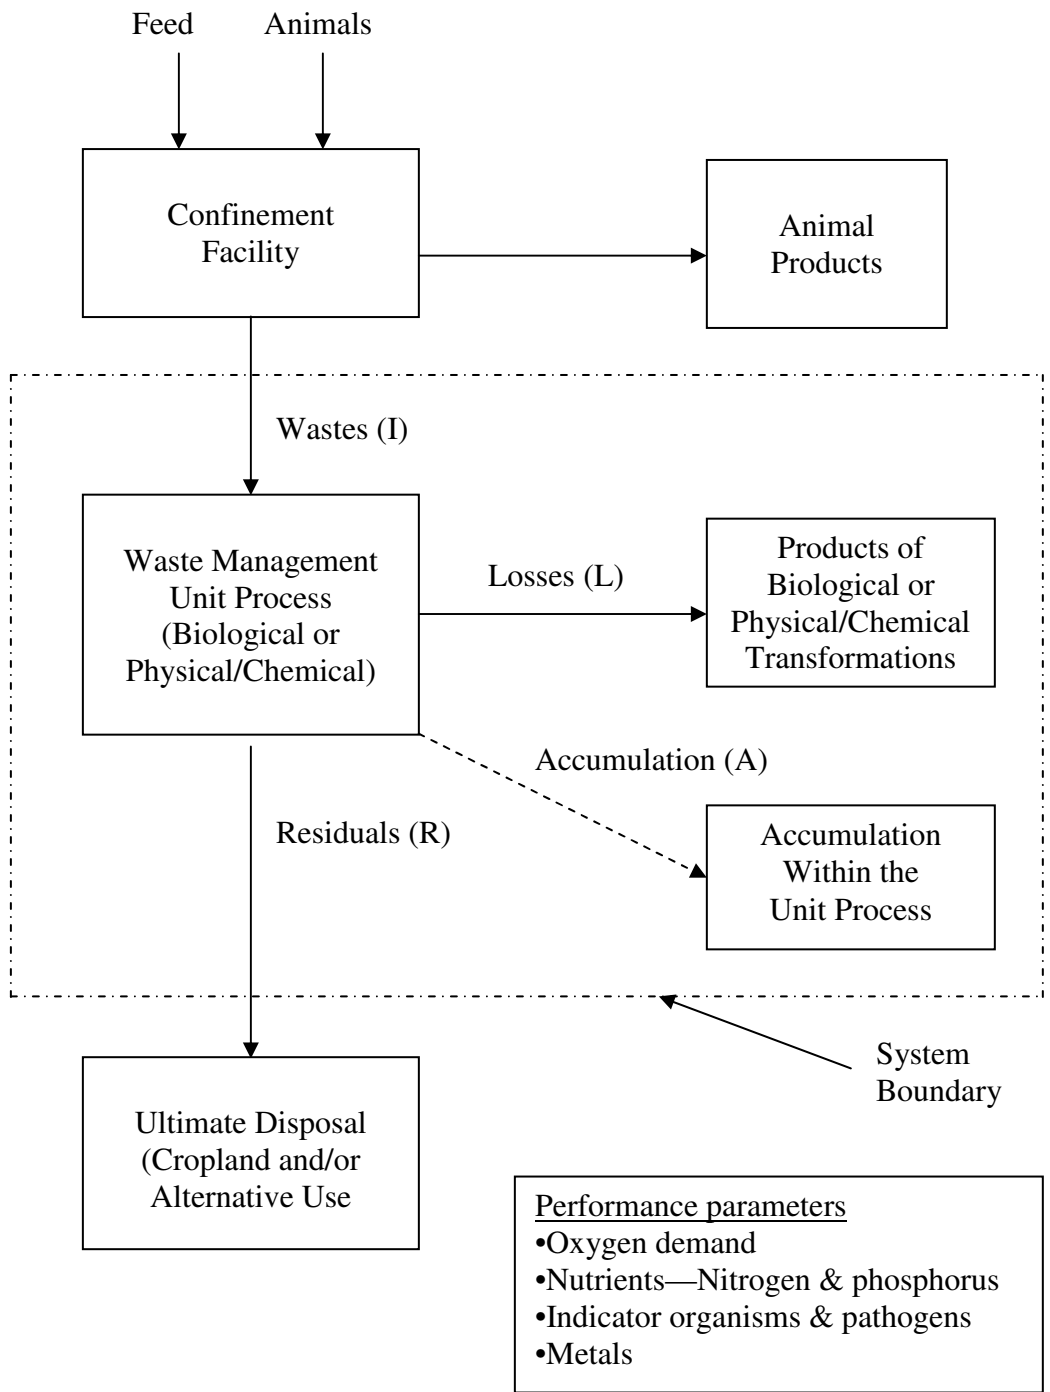 Feed
Animals
Confinement
Facility
Animal
Products
Wastes (I)
Waste Management
Unit Process
(Biological or
Physical/Chemical)
Losses (L)
Products of
Biological or
Physical/Chemical
Transformations
Accumulation (A)
Accumulation
Within the
Unit Process
Residuals (R)
System
Boundary
Ultimate Disposal
(Cropland and/or
Alternative Use
Performance parameters
•Oxygen demand
•Nutrients—Nitrogen & phosphorus
•Indicator organisms & pathogens
•Metals